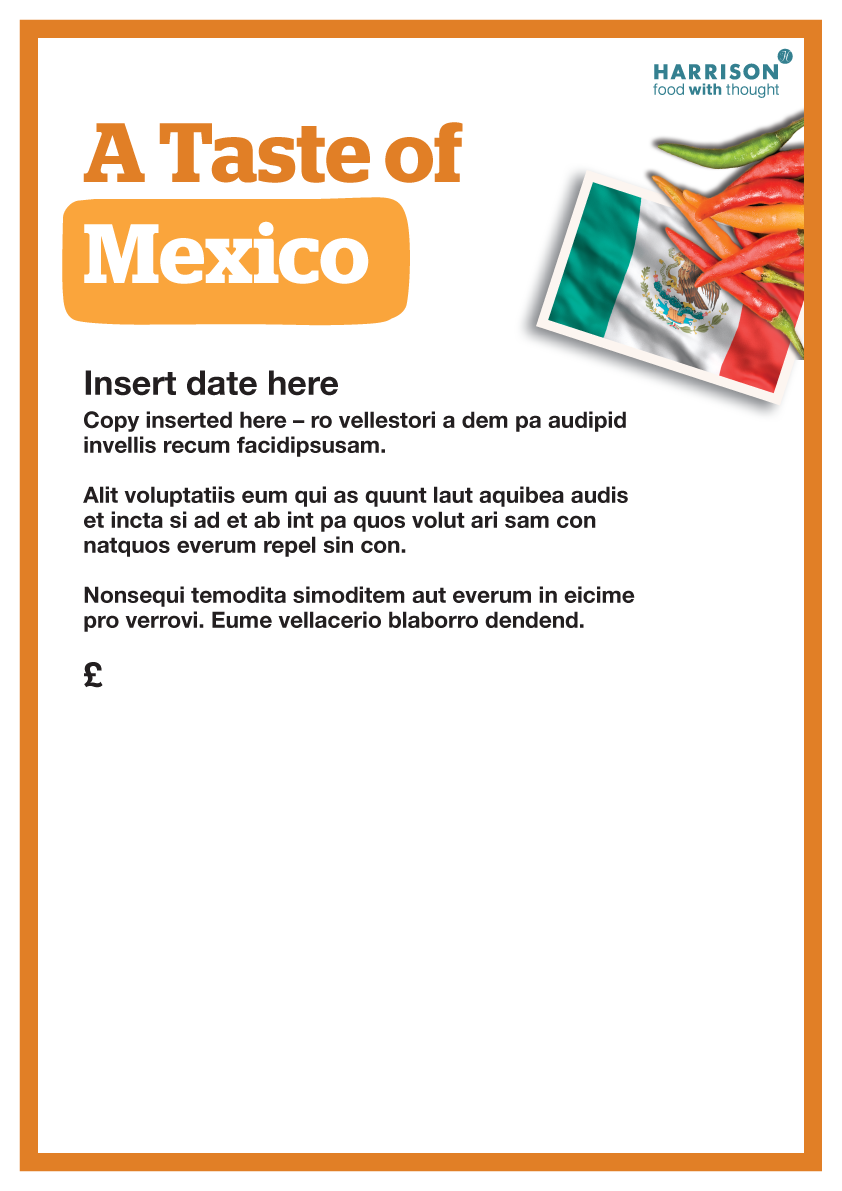 H
HARRISON
food with thought
A Taste of
Mexico
Insert date here
Copy inserted here – ro vellestori a dem pa audipid
invellis recum facidipsusam.
Alit voluptatiis eum qui as quunt laut aquibea audis
et incta si ad et ab int pa quos volut ari sam con
natquos everum repel sin con.
Nonsequi temodita simoditem aut everum in eicime
pro verrovi. Eume vellacerio blaborro dendend.
£